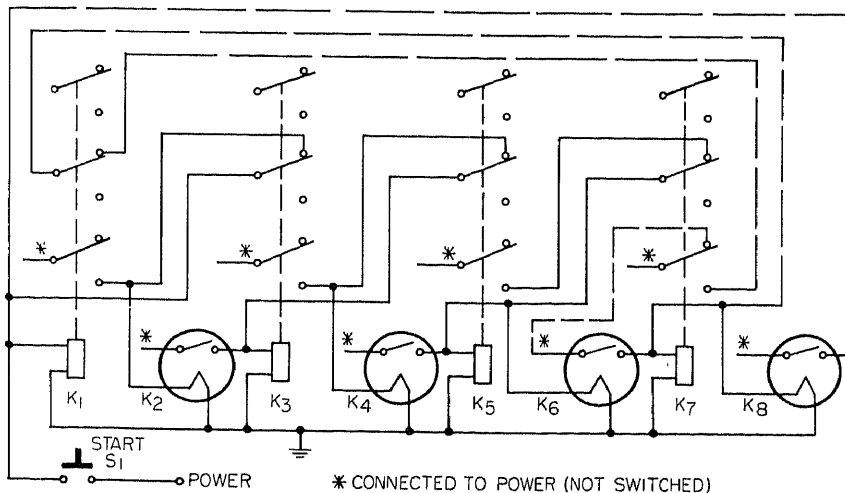 *
*
*
*
*
*
*
*
K1
K2
K3
K4
K5
K6
K7
K8
START
S1
POWER
* CONNECTED TO POWER (NOT SWITCHED)